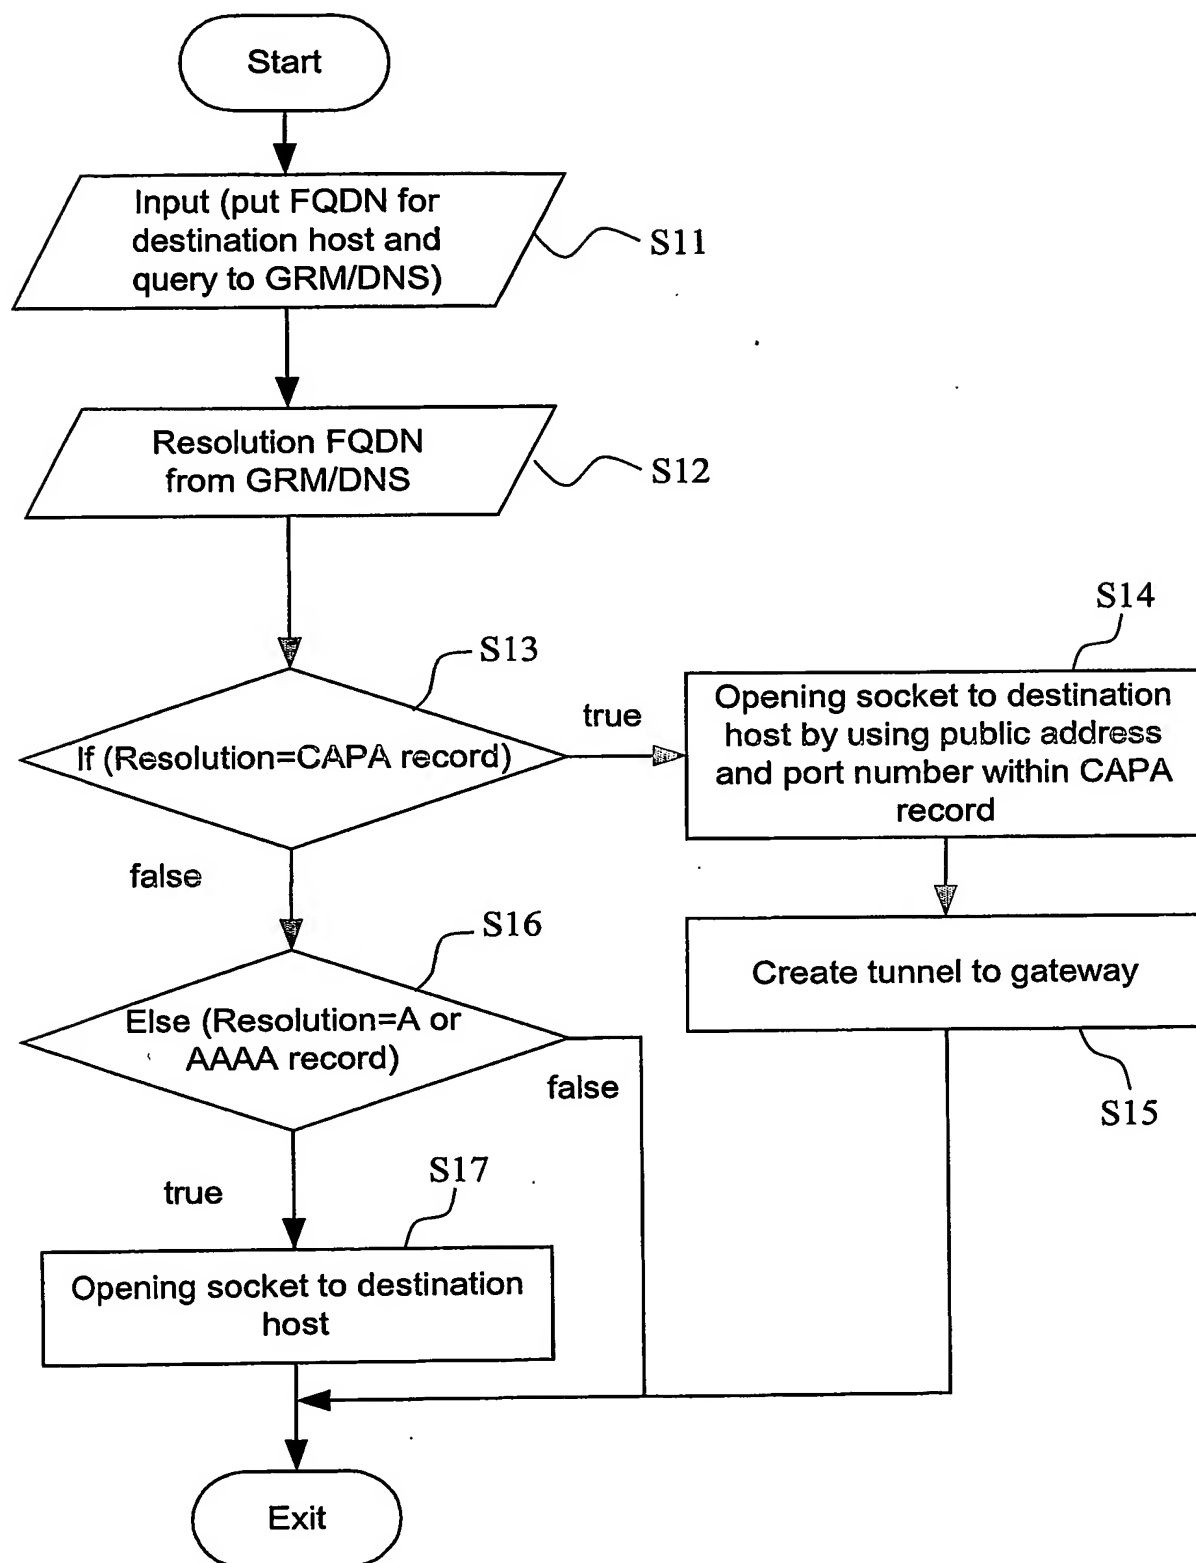 Start
Input (put FQDN for
destination host and
query to GRM/DNS)
S11
Resolution FQDN
from GRM/DNS
S12
S13
If (Resolution=CAPA record)
true
S14
Opening socket to destination
host by using public address
and port number within CAPA
record
false
S16
Create tunnel to gateway
Else (Resolution=A or
AAAA record)
false
S15
true
S17
Opening socket to destination
host
Exit